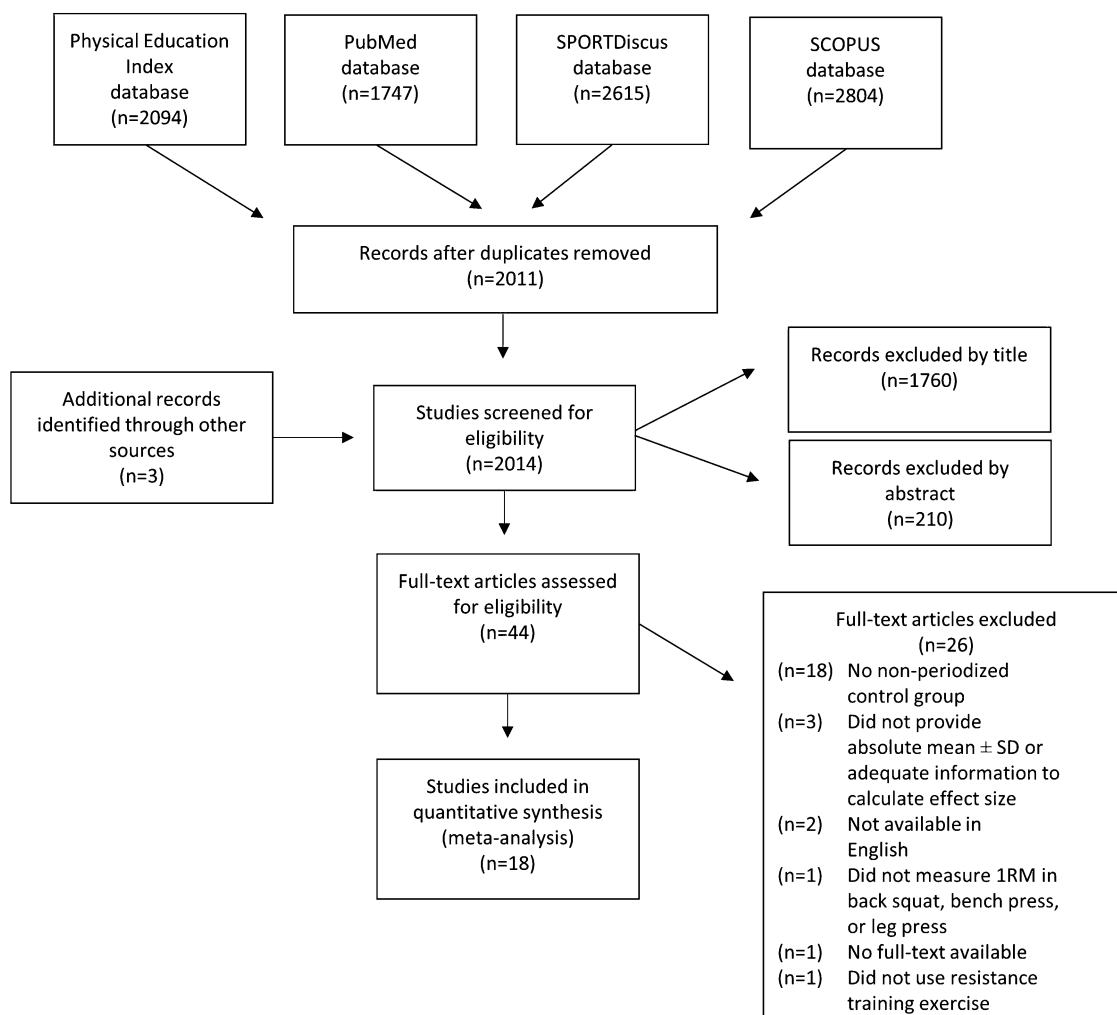 Physical Education
Index
database
(n=2094)
PubMed
database
(n=1747)
SPORTDiscus
database
(n=2615)
SCOPUS
database
(n=2804)
Records after duplicates removed
(n=2011)
Additional records
identified through other
sources
(n=3)
Studies screened for
eligibility
(n=2014)
Records excluded by title
(n=1760)
Records excluded by
abstract
(n=210)
Full-text articles assessed
for eligibility
(n=44)
Full-text articles excluded
(n=26)
(n=18) No non-periodized
control group
(n=3) Did not provide
absolute mean ± SD or
adequate information to
calculate effect size
(n=2) Not available in
English
(n=1) Did not measure 1RM in
back squat, bench press,
or leg press
(n=1) No full-text available
(n=1) Did not use resistance
training exercise
Studies included in
quantitative synthesis
(meta-analysis)
(n=18)